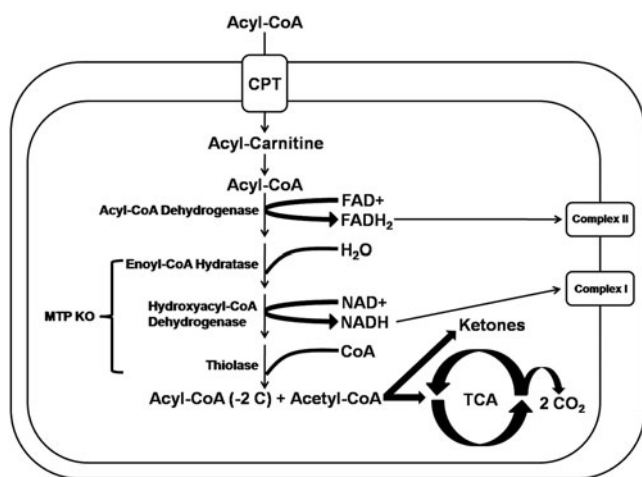 Acyl-CoA
CPT
Acyl-Carnitine
Acyl-CoA
Acyl-CoA Dehydrogenase
FAD+
FADH₂
Complex II
Enoyl-CoA Hydratase
H₂O
MTP KO
Hydroxyacyl-CoA
Dehydrogenase
NAD+
NADH
Complex I
Ketones
Thiolase
CoA
Acyl-CoA (-2 C) + Acetyl-CoA
TCA
2 CO₂